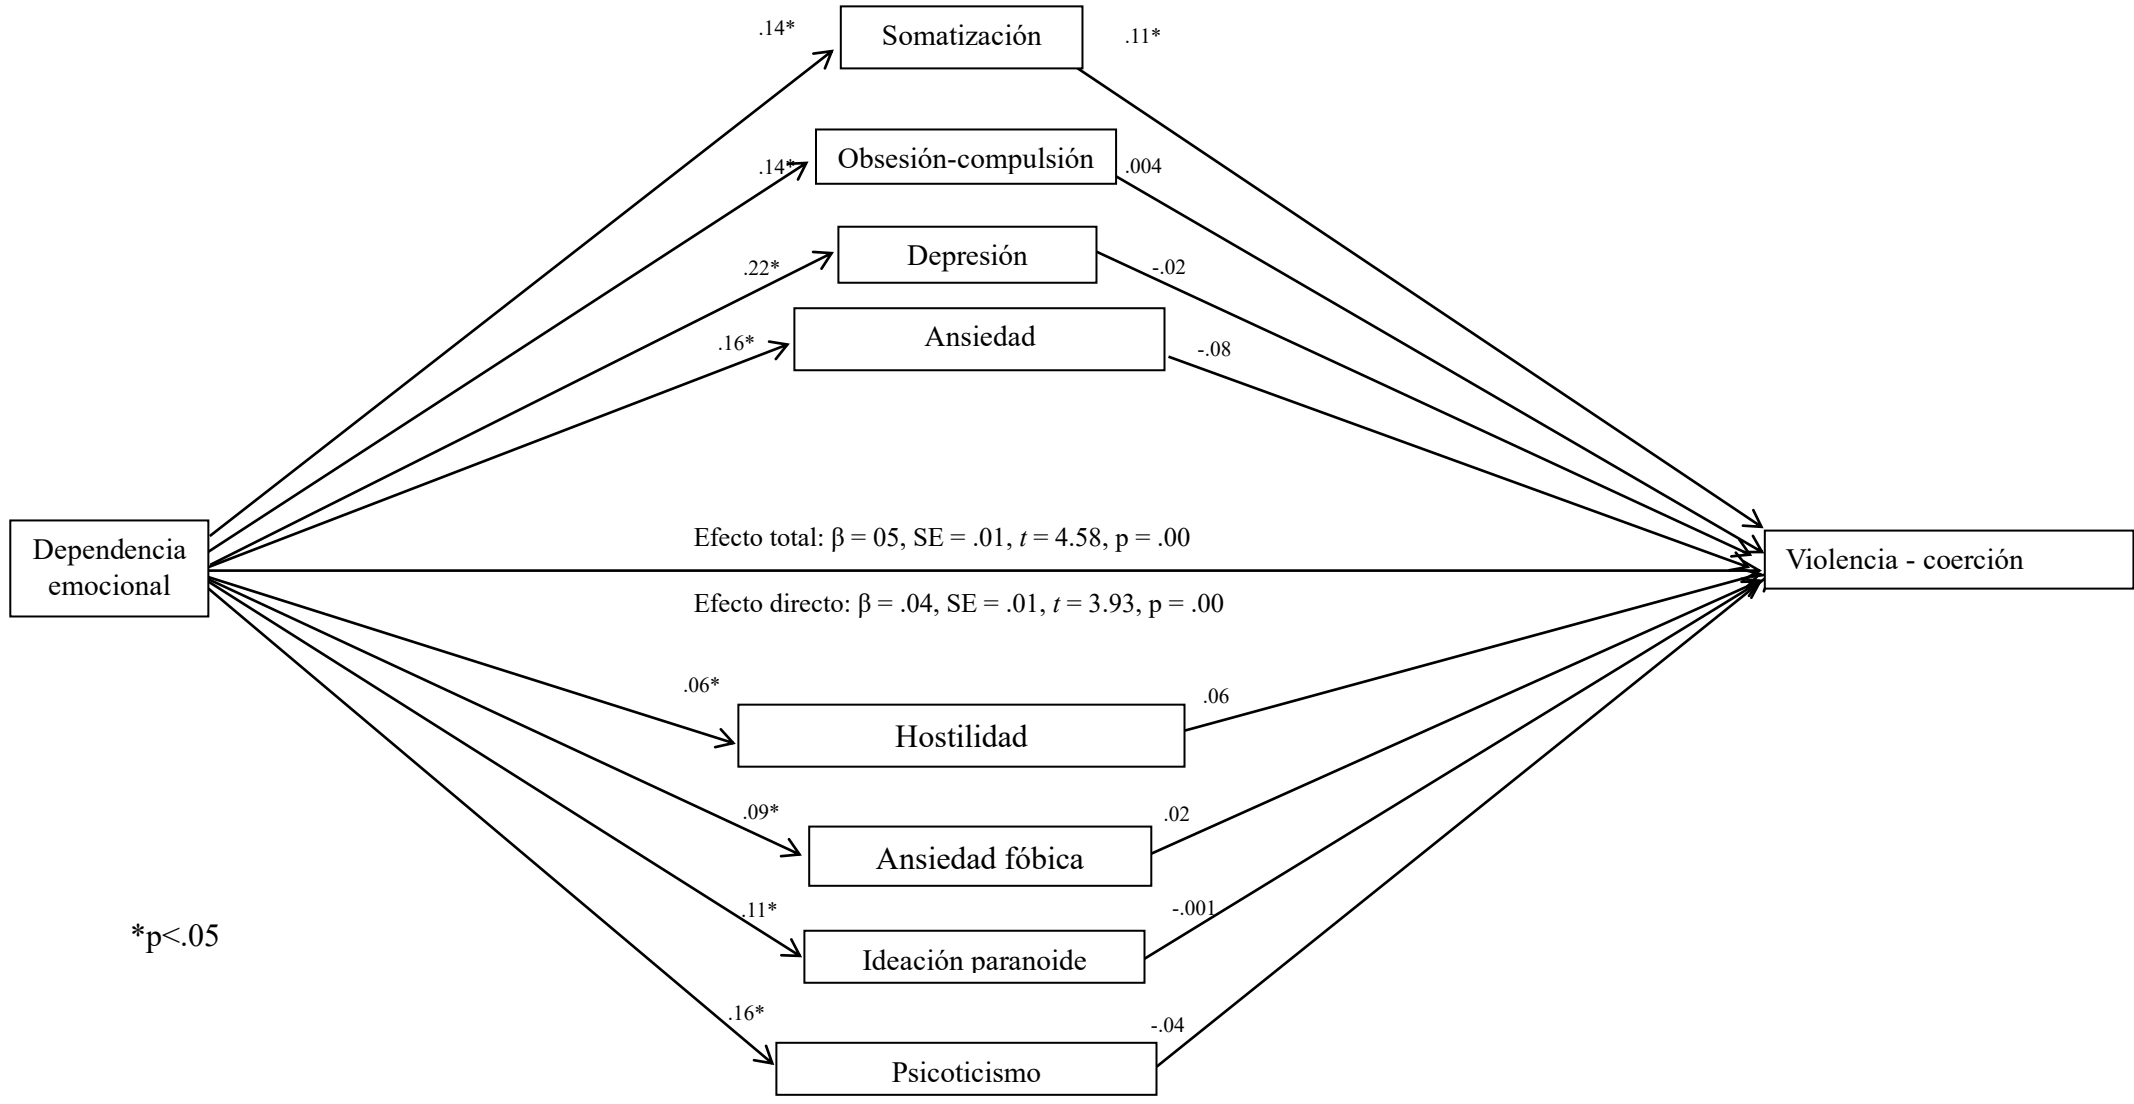 .14*
Somatización
.11*
.14*
Obsesión-compulsión
.004
.22*
Depresión
-.02
.16*
Ansiedad
-.08
Dependencia
emocional
Efecto total: β = 05, SE = .01, t = 4.58, p = .00
Violencia - coerción
Efecto directo: β = .04, SE = .01, t = 3.93, p = .00
.06*
Hostilidad
.06
.09*
Ansiedad fóbica
.02
.11*
Ideación paranoide
-.001
*p<.05
.16*
Psicoticismo
-.04